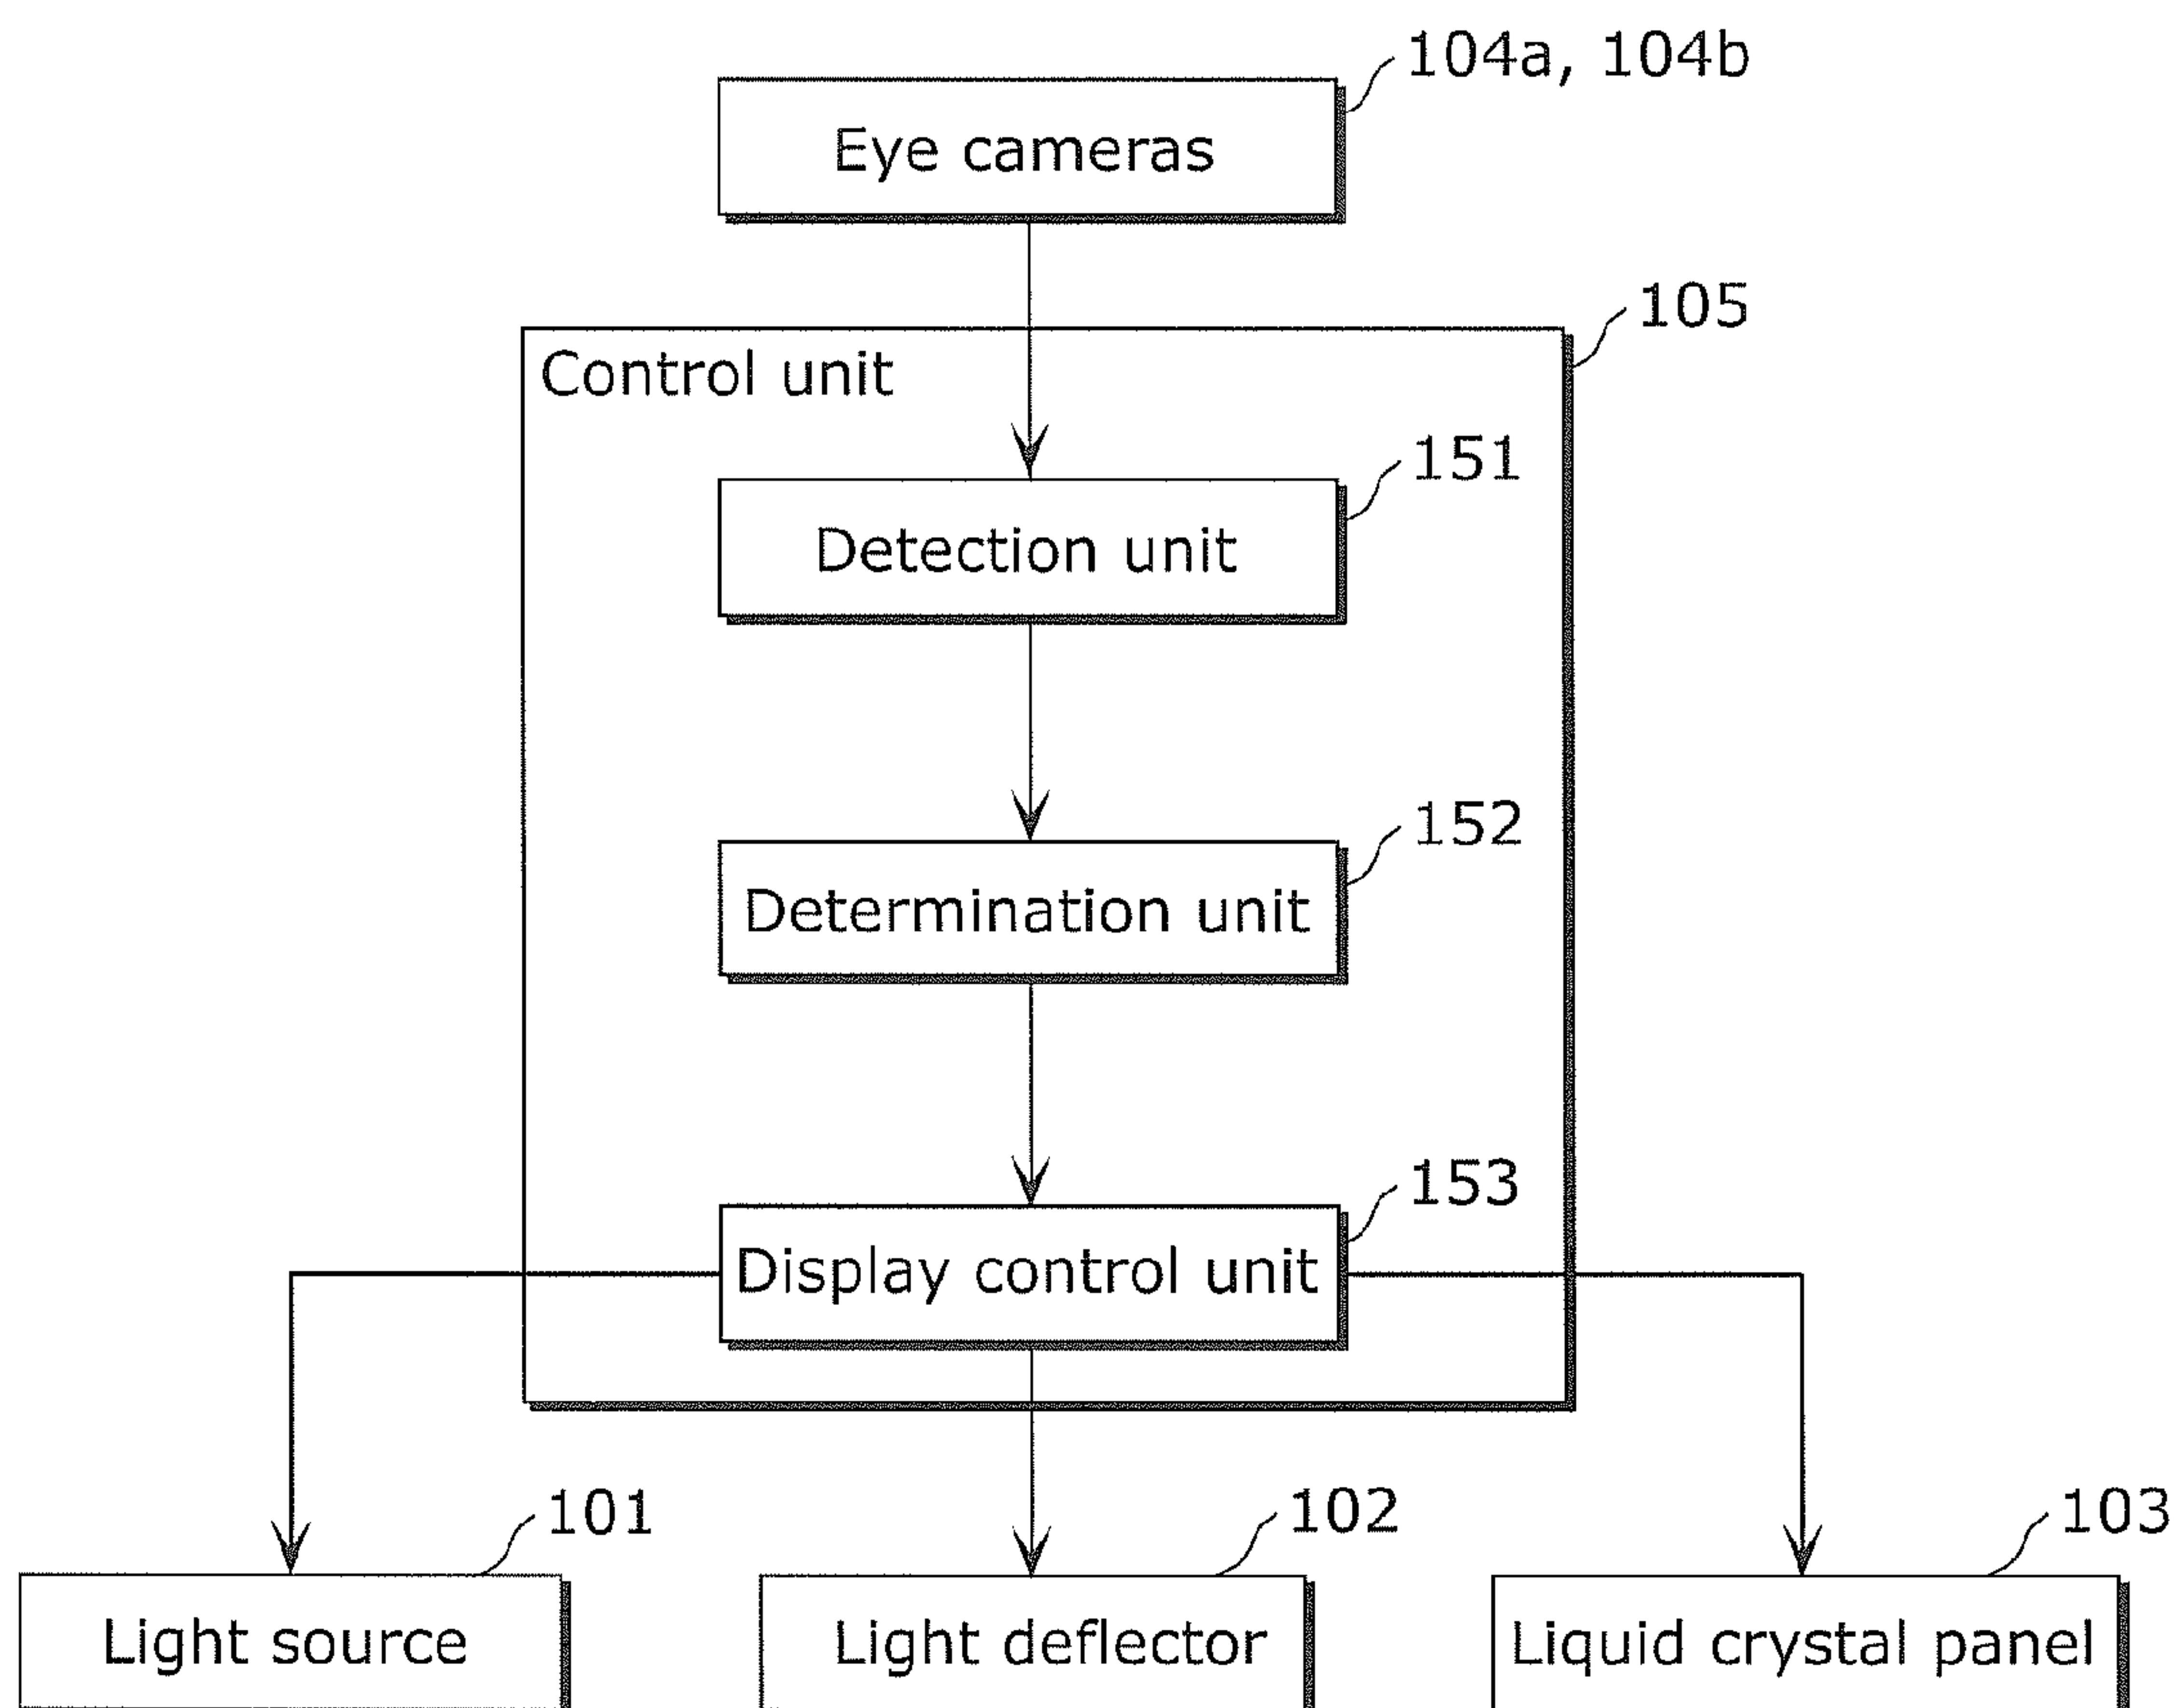 104a, 104b
Eye cameras
105
Control unit
151
Detection unit
152
Determination unit
153
Display control unit
101
102
103
Light source
Light deflector
Liquid crystal panel